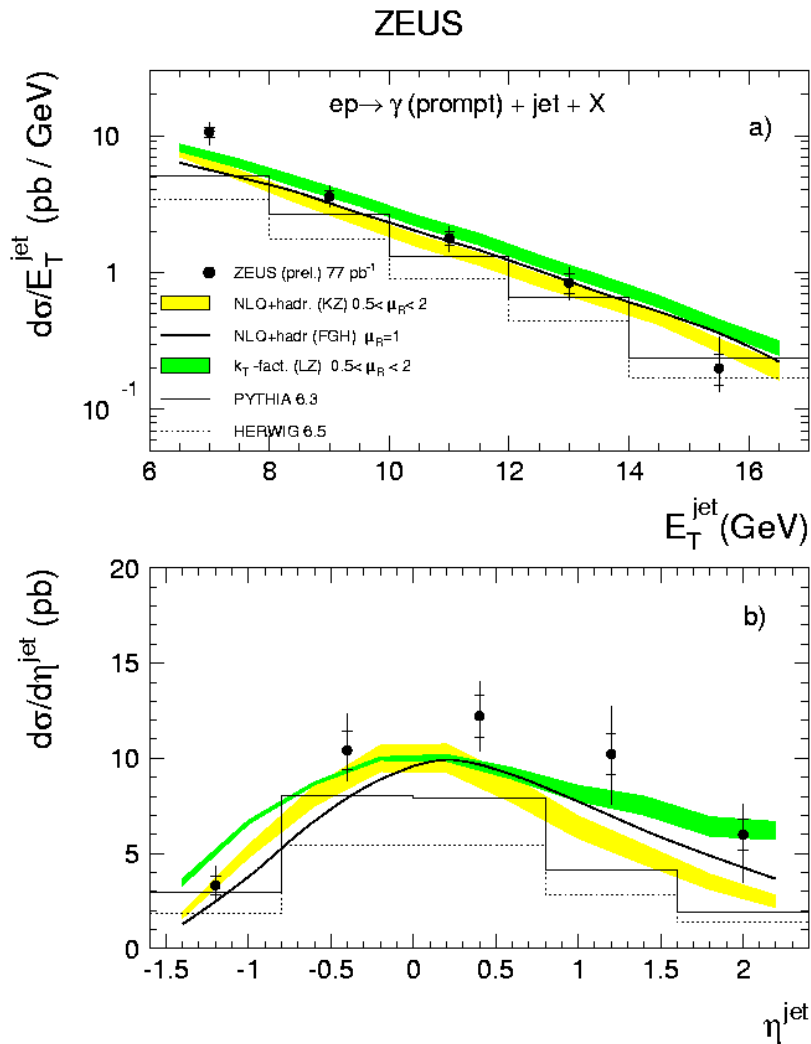 ZEUS
dσ/E_T^jet (pb / GeV)
ep→ γ (prompt) + jet + X
a)
10
1
10^-1
ZEUS (prel.) 77 pb^-1
NLQ+hadr. (KZ) 0.5< μ_R < 2
NLQ+hadr (FGH) μ_R=1
k_T -fact. (LZ) 0.5< μ_R < 2
PYTHIA 6.3
HERWIG 6.5
6 8 10 12 14 16
E_T^jet (GeV)
dσ/dη^jet (pb)
b)
20
15
10
5
0
-1.5 -1 -0.5 0 0.5 1 1.5 2
η^jet